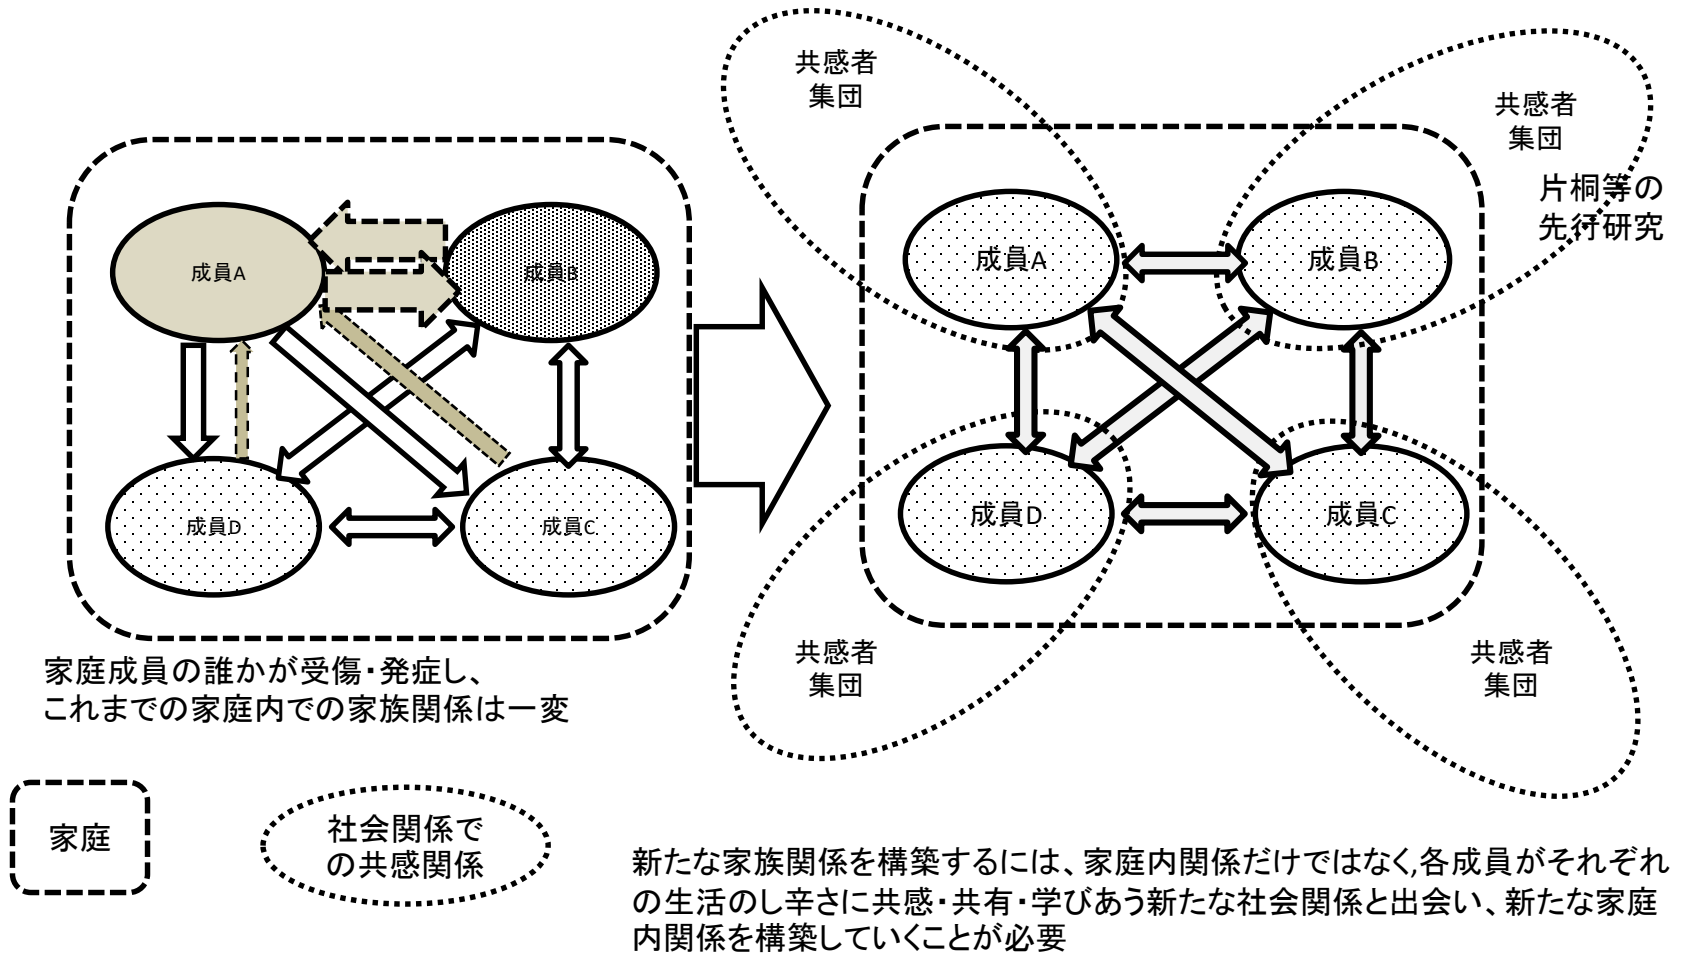 共感者
集団
共感者
集団
片桐等の
先行研究
成員A
成員B
成員D
成員C
成員A
成員B
成員D
成員C
共感者
集団
共感者
集団
家庭成員の誰かが受傷・発症し、
これまでの家庭内での家族関係は一変
家庭
社会関係で
の共感関係
新たな家族関係を構築するには、家庭内関係だけではなく,各成員がそれぞれ
の生活のし辛さに共感・共有・学びあう新たな社会関係と出会い、新たな家庭
内関係を構築していくことが必要